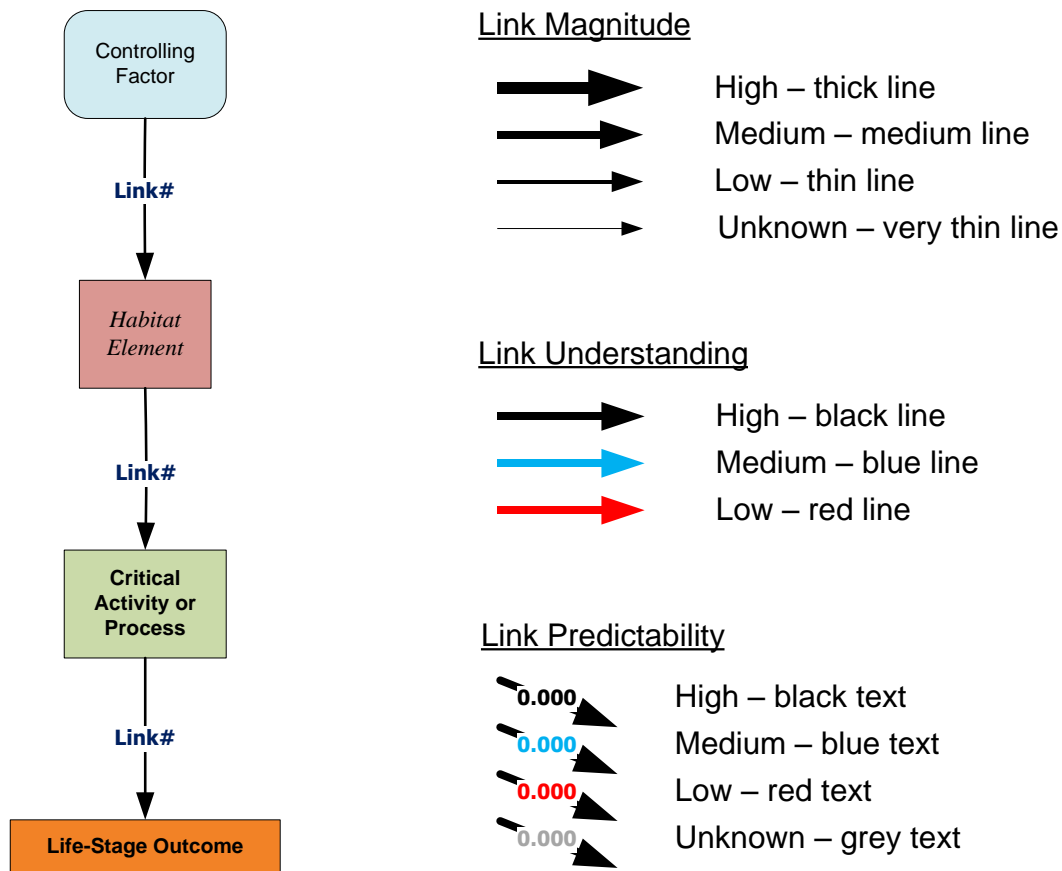 Controlling
Factor
Link#
Habitat
Element
Link#
Critical
Activity or
Process
Link#
Life-Stage Outcome
Link Magnitude
High – thick line
Medium – medium line
Low – thin line
Unknown – very thin line
Link Understanding
High – black line
Medium – blue line
Low – red line
Link Predictability
0.000 High – black text
0.000 Medium – blue text
0.000 Low – red text
0.000 Unknown – grey text